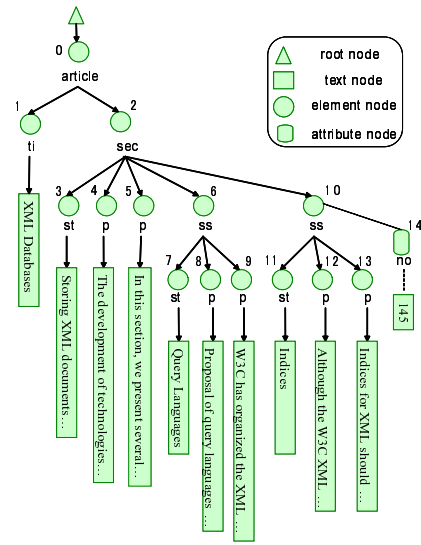 root node
text node
element node
attribute node
0
article
1
2
ti
sec
XML Databases
3
4
5
6
10
14
st
p
p
ss
ss
no
145
7
8
9
11
12
13
st
p
p
st
p
p
Storing XML documents…
The development of technologies…
In this section, we present several…
Query Languages
Proposal of query languages …
W3C has organized the XML …
Indices
Although the W3C XML …
Indices for XML should …